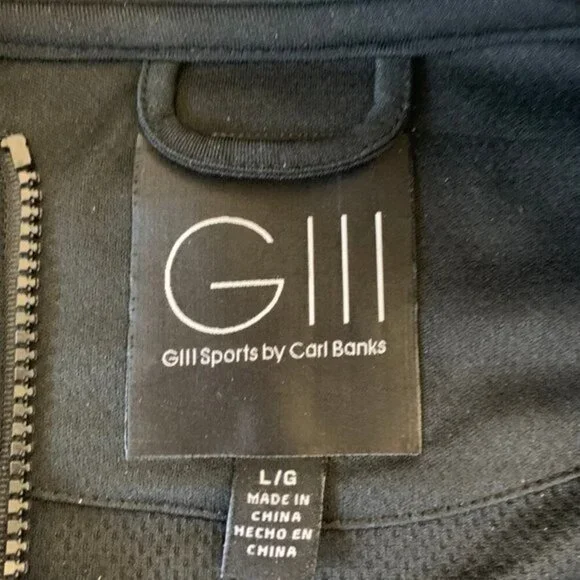 GIII
GIII Sports by Carl Banks
L/G
MADE IN
CHINA
HECHO EN
CHINA